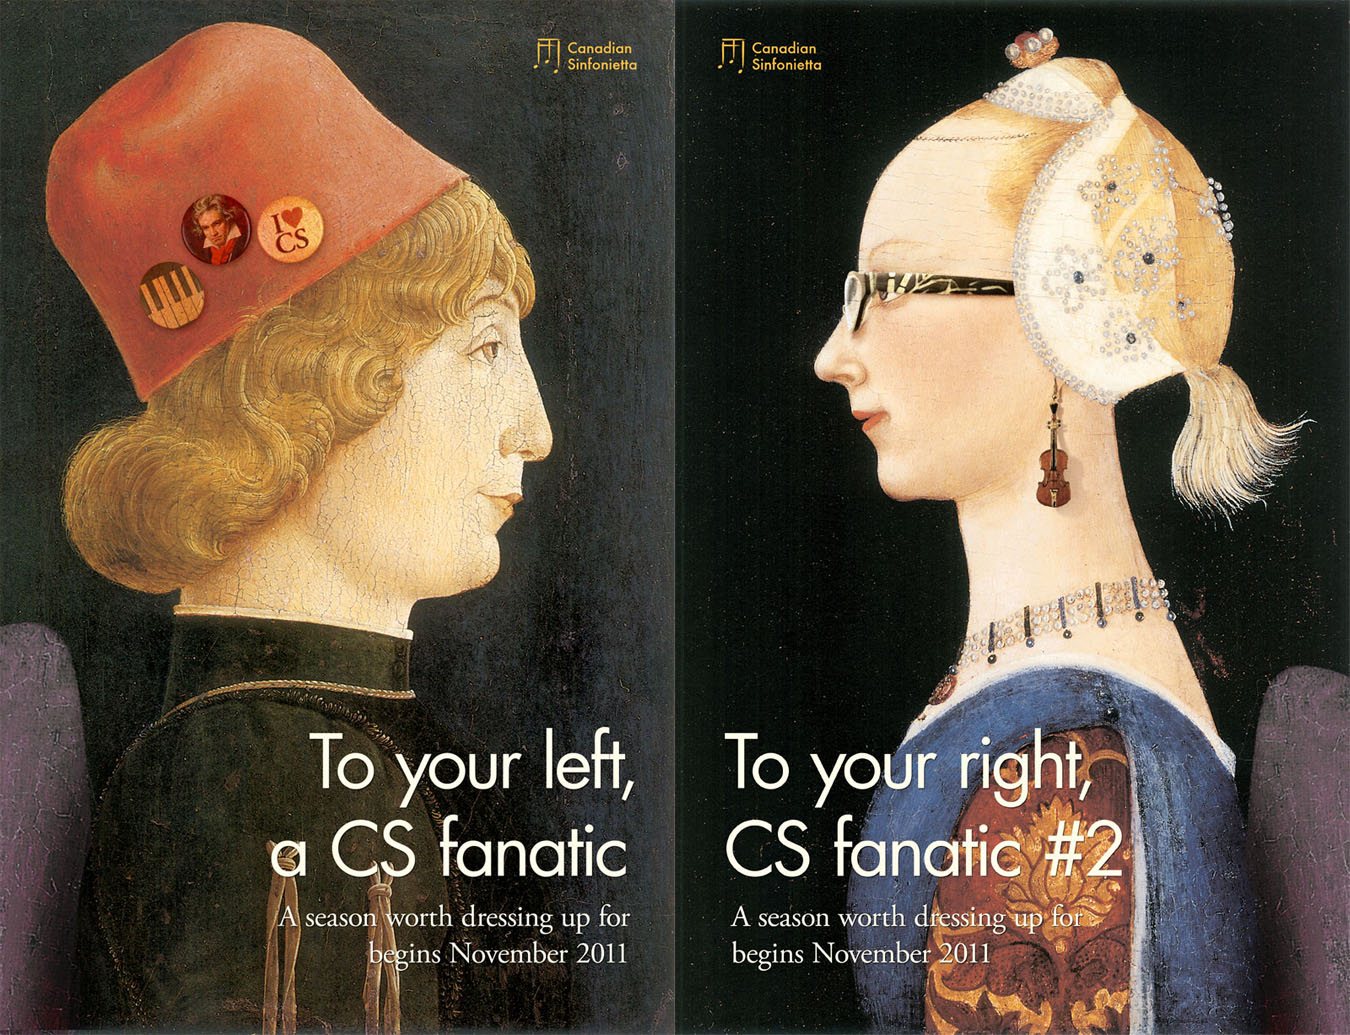 Canadian
Sinfonietta
I ♥
CS
To your left,
a CS fanatic
A season worth dressing up for
begins November 2011
Canadian
Sinfonietta
To your right,
CS fanatic #2
A season worth dressing up for
begins November 2011